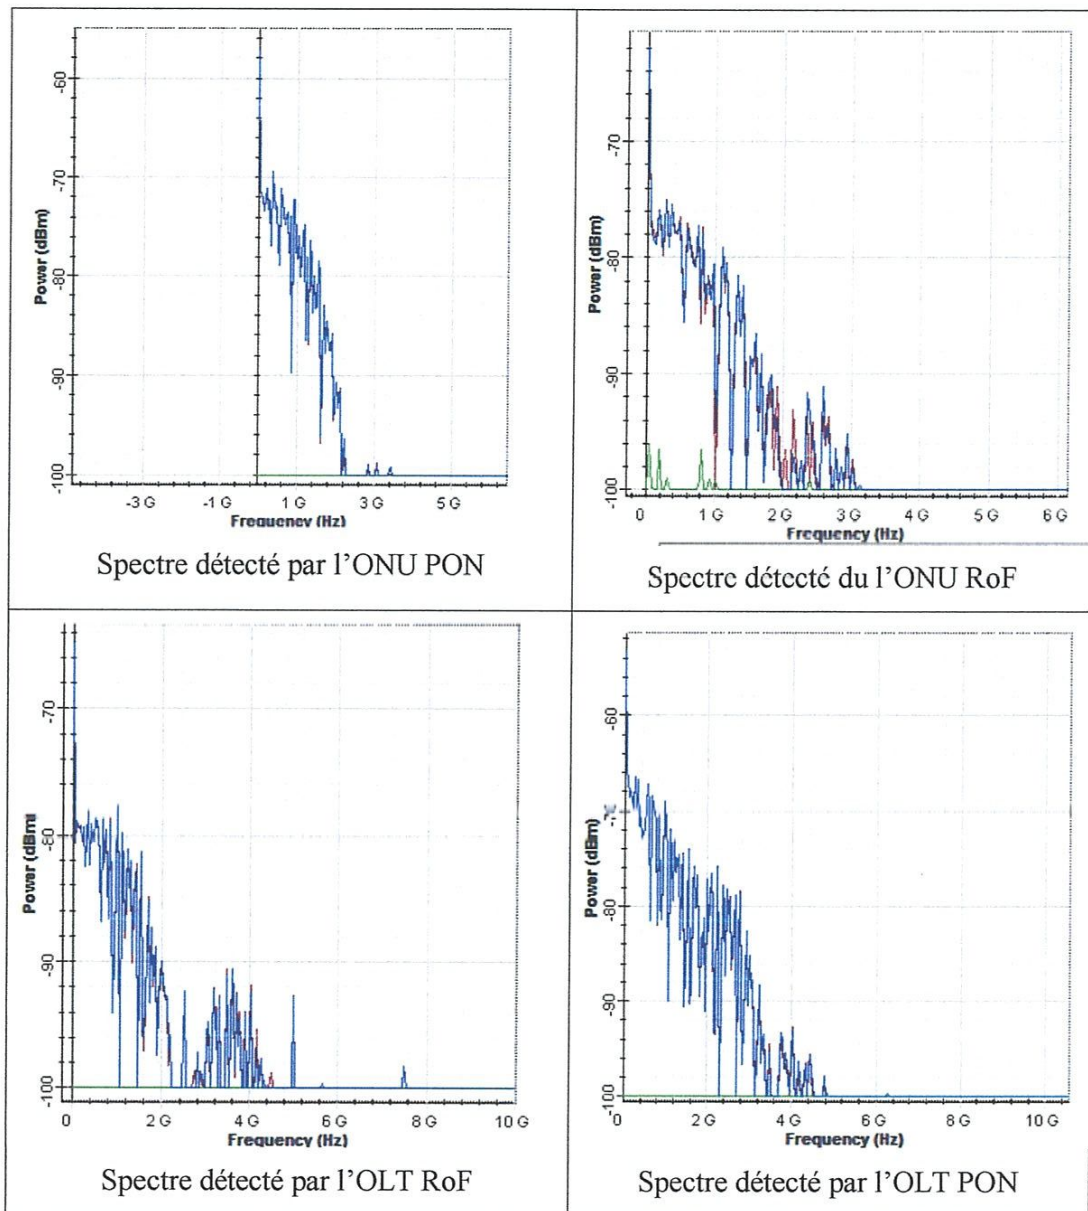 -60
-70
-80
-90
-100
Power (dBm)
-3 G
-1 G
1 G
3 G
5 G
Frequency (Hz)
Spectre détecté par l'ONU PON
-70
-80
-90
-100
Power (dBm)
0
1 G
2 G
3 G
4 G
5 G
6 G
Frequency (Hz)
Spectre détecté du l'ONU RoF
-70
-80
-90
-100
Power (dBm)
0
2 G
4 G
6 G
8 G
10 G
Frequency (Hz)
Spectre détecté par l'OLT RoF
-60
-80
-90
-100
Power (dBm)
0
2 G
4 G
6 G
8 G
10 G
Frequency (Hz)
Spectre détecté par l'OLT PON